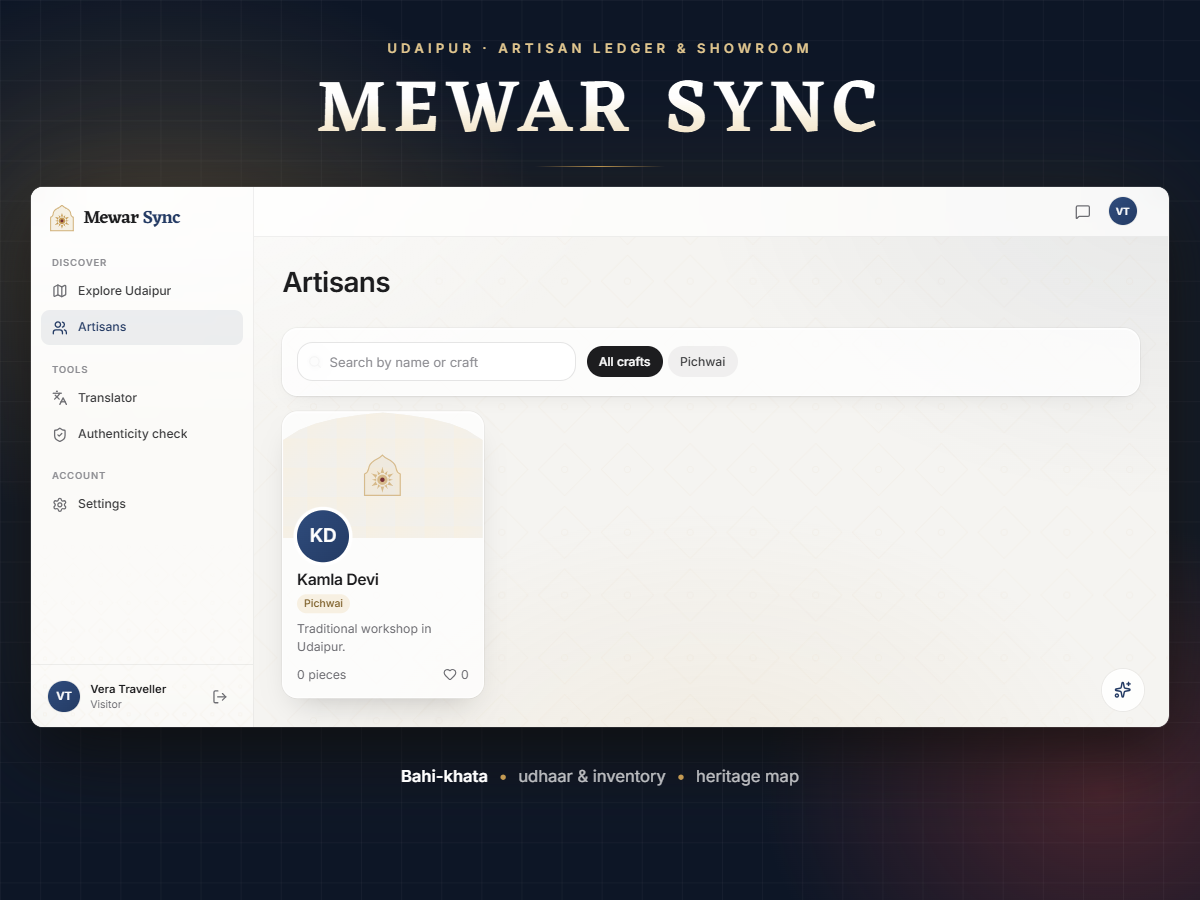 UDAIPUR · ARTISAN LEDGER & SHOWROOM
MEWAR SYNC
Mewar Sync
VT
DISCOVER
Explore Udaipur
Artisans
TOOLS
Translator
Authenticity check
ACCOUNT
Settings
VT
Vera Traveller
Visitor
Artisans
Search by name or craft
All crafts
Pichwai
KD
Kamla Devi
Pichwai
Traditional workshop in
Udaipur.
0 pieces
0
Bahi-khata • udhaar & inventory • heritage map